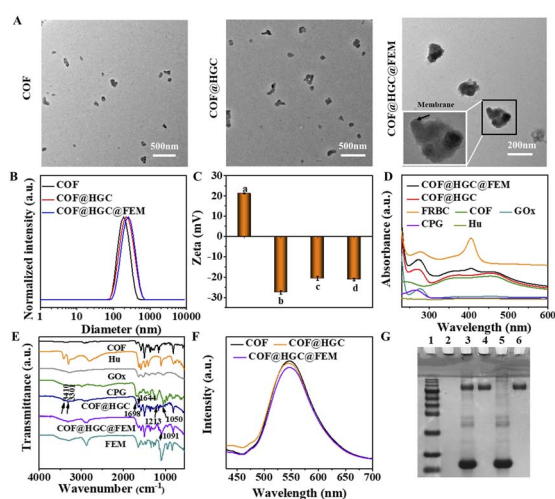 A
COF
500nm
COF@HGC
500nm
COF@HGC@FEM
Membrane
200nm
B
COF
COF@HGC
COF@HGC@FEM
Normalized intensity (a.u.)
1 10 100 1000 10000
Diameter (nm)
C
Zeta (mV)
30
20
10
0
-10
-20
-30
a
b
c
d
D
COF@HGC@FEM
COF@HGC
FRBC COF GOx
CPG Hu
Absorbance (a.u.)
300 400 500 600
Wavelength (nm)
E
Transmittance (a.u.)
COF
Hu
GOx
CPG
COF@HGC
COF@HGC@FEM
FEM
3410
3301
1644
1698
1213
1050
1091
4000 3000 2000 1000
Wavenumber (cm-1)
F
COF COF@HGC
COF@HGC@FEM
Intensity (a.u.)
450 500 550 600 650 700
Wavelength (nm)
G
1 2 3 4 5 6